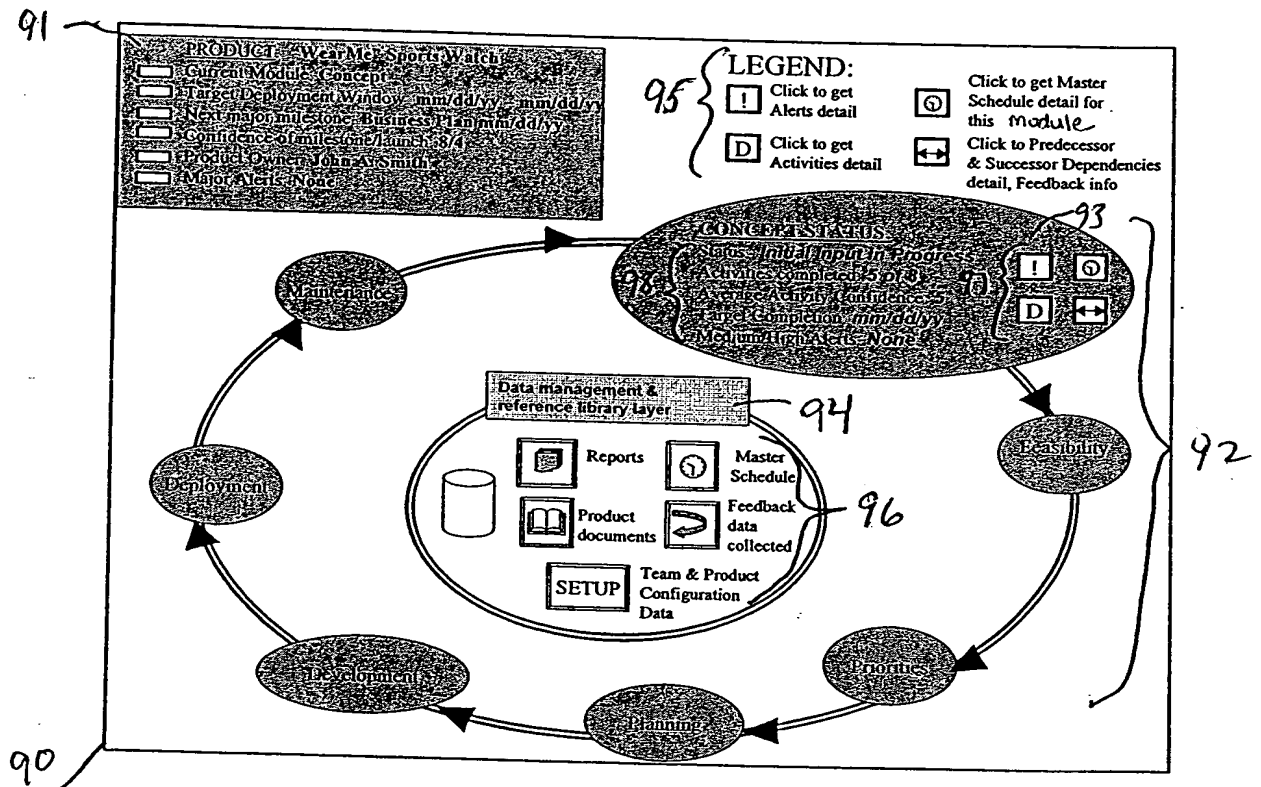 91
PRODUCT: "WearMe" Sports Watch
Current Module: Concept
Target Deployment Window: mm/dd/yy - mm/dd/yy
Next major milestone: Business Plan mm/dd/yy
Confidence of milestone/launch: 8/4
Product Owner: John A. Smith
Major Alerts: None
95
LEGEND:
! Click to get
Alerts detail
D Click to get
Activities detail
Click to get Master
Schedule detail for
this module
Click to Predecessor
& Successor Dependencies
detail, Feedback info
93
CONCEPT STATUS
Status: Initial Input In Progress
Activities completed: 5 of 8
Average Activity Confidence: 5
Target Completion: mm/dd/yy
Medium/High Alerts: None
98
!
D
92
Maintenance
Data management &
reference library layer
94
Feasibility
Deployment
Reports
Master
Schedule
Product
documents
Feedback
data
collected
96
SETUP
Team & Product
Configuration
Data
Development
Priorities
Planning
90